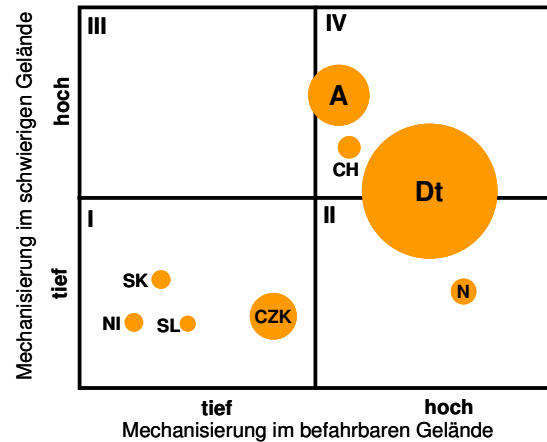 III
IV
Mechanisierung im schwierigen Gelände
hoch
tief
A
CH
Dt
I
II
SK
NI
SL
CZK
N
tief
hoch
Mechanisierung im befahrbaren Gelände